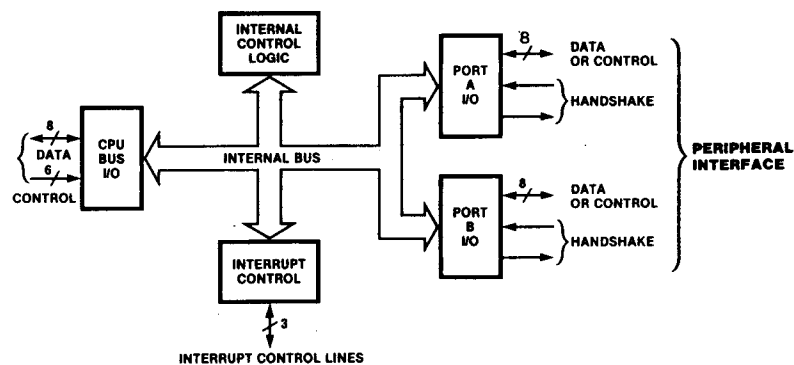 INTERNAL
CONTROL
LOGIC
8
DATA
6
CONTROL
CPU
BUS
I/O
INTERNAL BUS
INTERRUPT
CONTROL
3
INTERRUPT CONTROL LINES
PORT
A
I/O
8
DATA
OR CONTROL
HANDSHAKE
PORT
B
I/O
8
DATA
OR CONTROL
HANDSHAKE
PERIPHERAL
INTERFACE